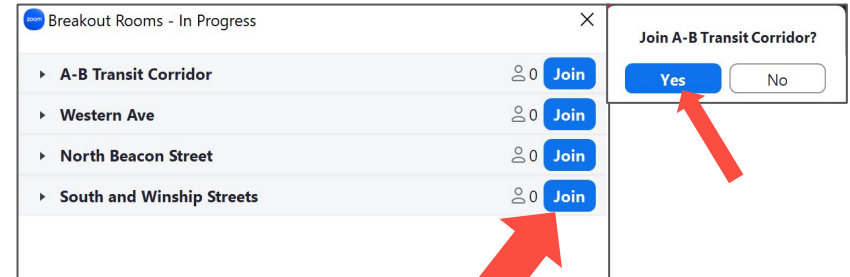 zoom Breakout Rooms - In Progress
A-B Transit Corridor 0 Join
Western Ave 0 Join
North Beacon Street 0 Join
South and Winship Streets 0 Join
Join A-B Transit Corridor?
Yes No